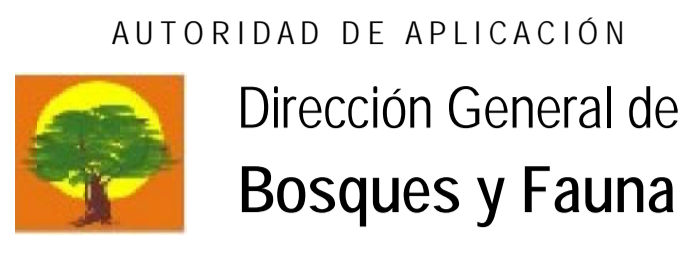 AUTORIDAD DE APLICACIÓN
Dirección General de
Bosques y Fauna